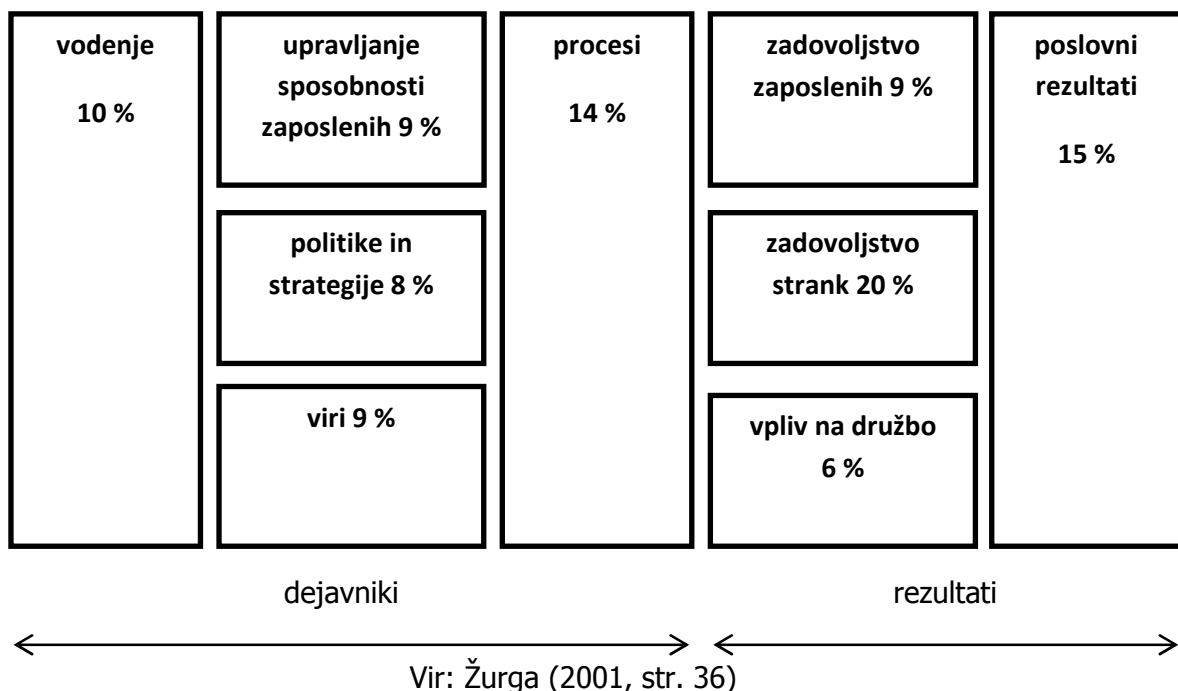 vodenje
10 %
upravljanje
sposobnosti
zaposlenih 9 %
politike in
strategije 8 %
viri 9 %
procesi
14 %
zadovoljstvo
zaposlenih 9 %
zadovoljstvo
strank 20 %
vpliv na družbo
6 %
poslovni
rezultati
15 %
dejavniki
rezultati
Vir: Žurga (2001, str. 36)